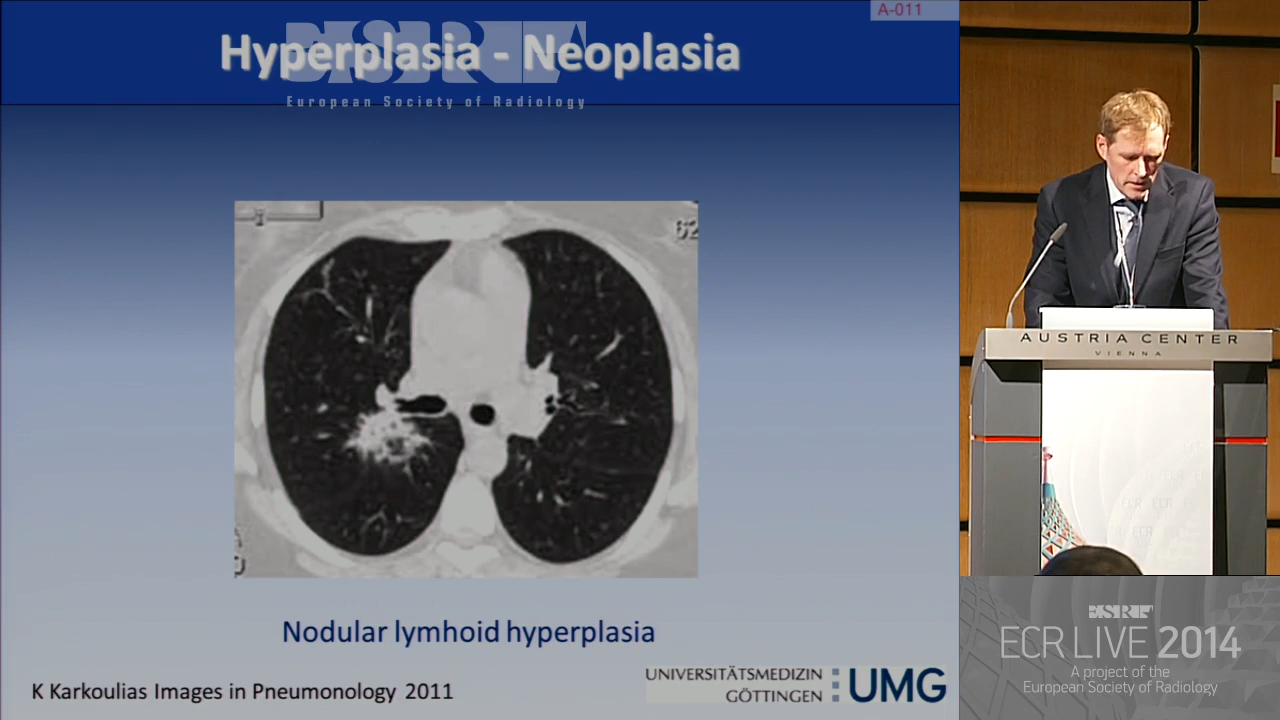 A-011
Hyperplasia - Neoplasia
European Society of Radiology
62
Nodular lymhoid hyperplasia
K Karkoulias Images in Pneumonology 2011
UNIVERSITÄTSMEDIZIN
GÖTTINGEN
UMG
AUSTRIA CENTER
VIENNA
ECR LIVE 2014
A project of the
European Society of Radiology